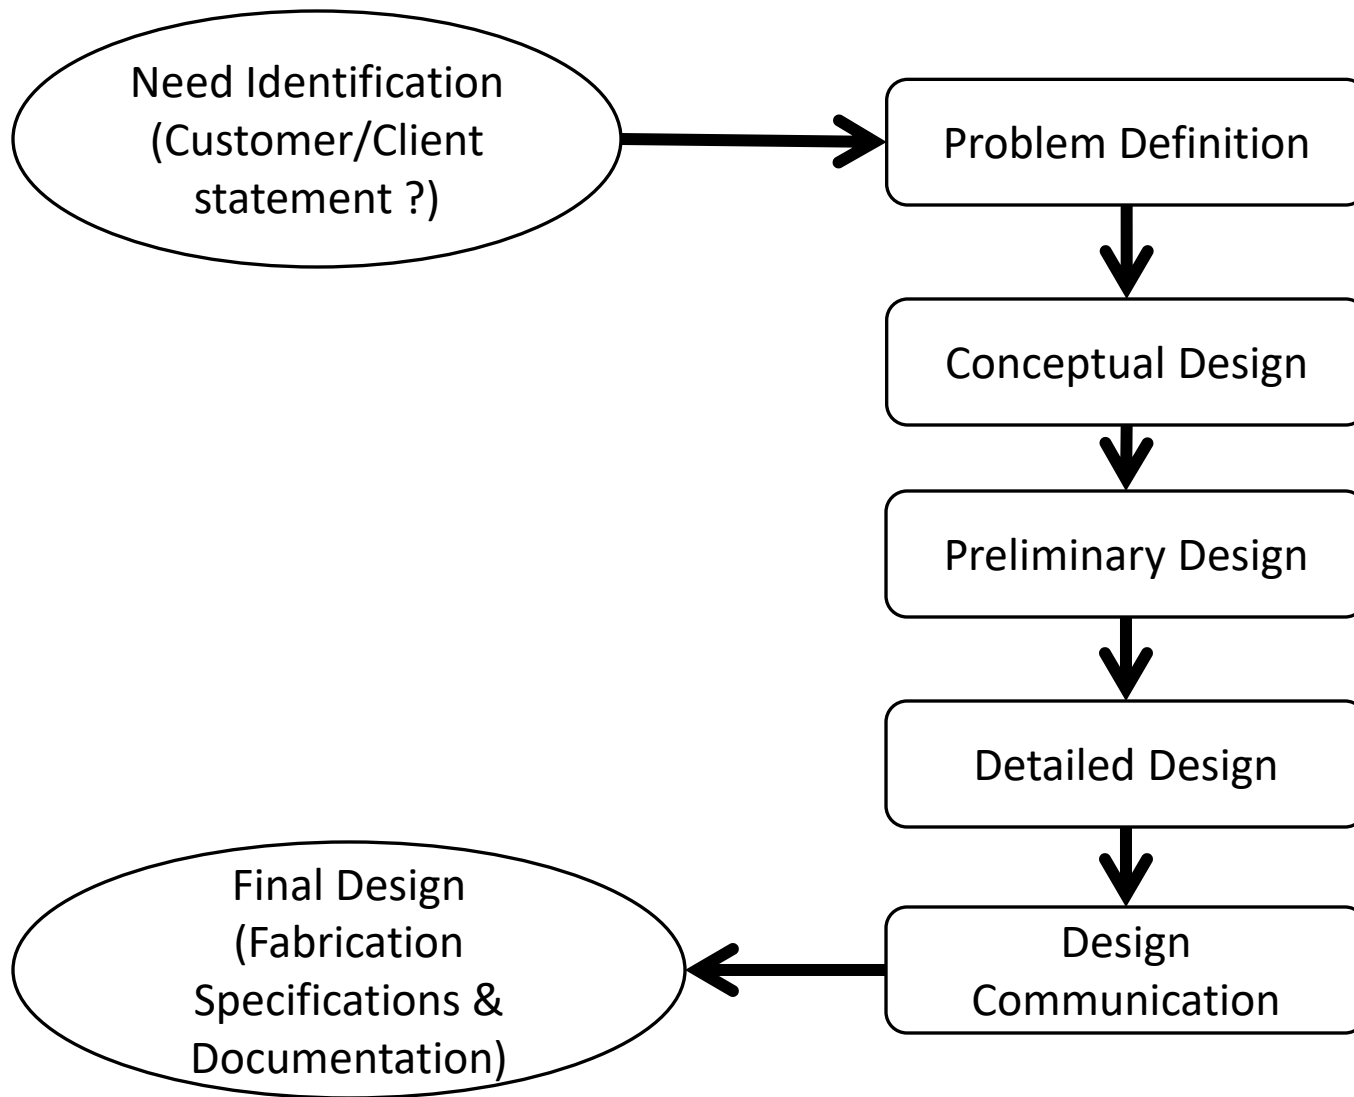 Need Identification
(Customer/Client
statement ?)
Problem Definition
Conceptual Design
Preliminary Design
Detailed Design
Design
Communication
Final Design
(Fabrication
Specifications &
Documentation)